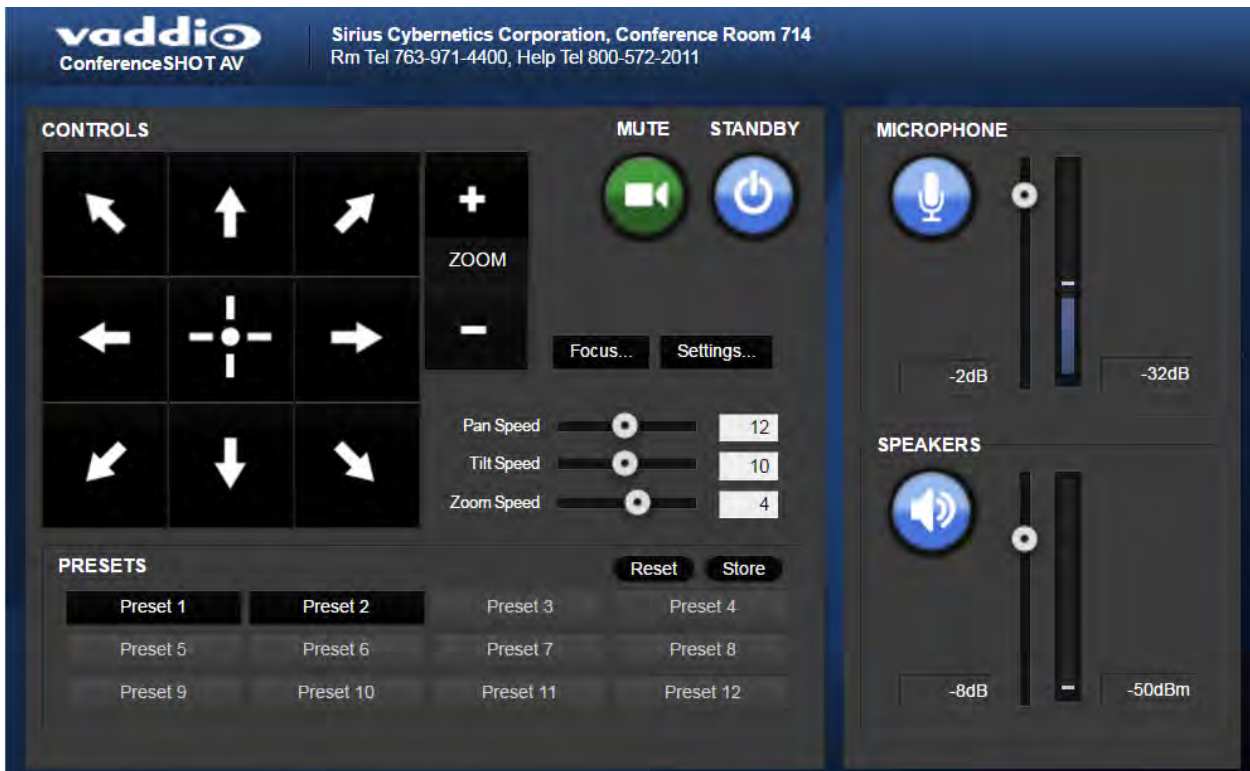 vaddio
ConferenceSHOT AV
Sirius Cybernetics Corporation, Conference Room 714
Rm Tel 763-971-4400, Help Tel 800-572-2011
CONTROLS
MUTE STANDBY
+
ZOOM
-
Focus... Settings...
Pan Speed 12
Tilt Speed 10
Zoom Speed 4
PRESETS
Reset Store
Preset 1 Preset 2 Preset 3 Preset 4
Preset 5 Preset 6 Preset 7 Preset 8
Preset 9 Preset 10 Preset 11 Preset 12
MICROPHONE
-2dB -32dB
SPEAKERS
-8dB -50dBm